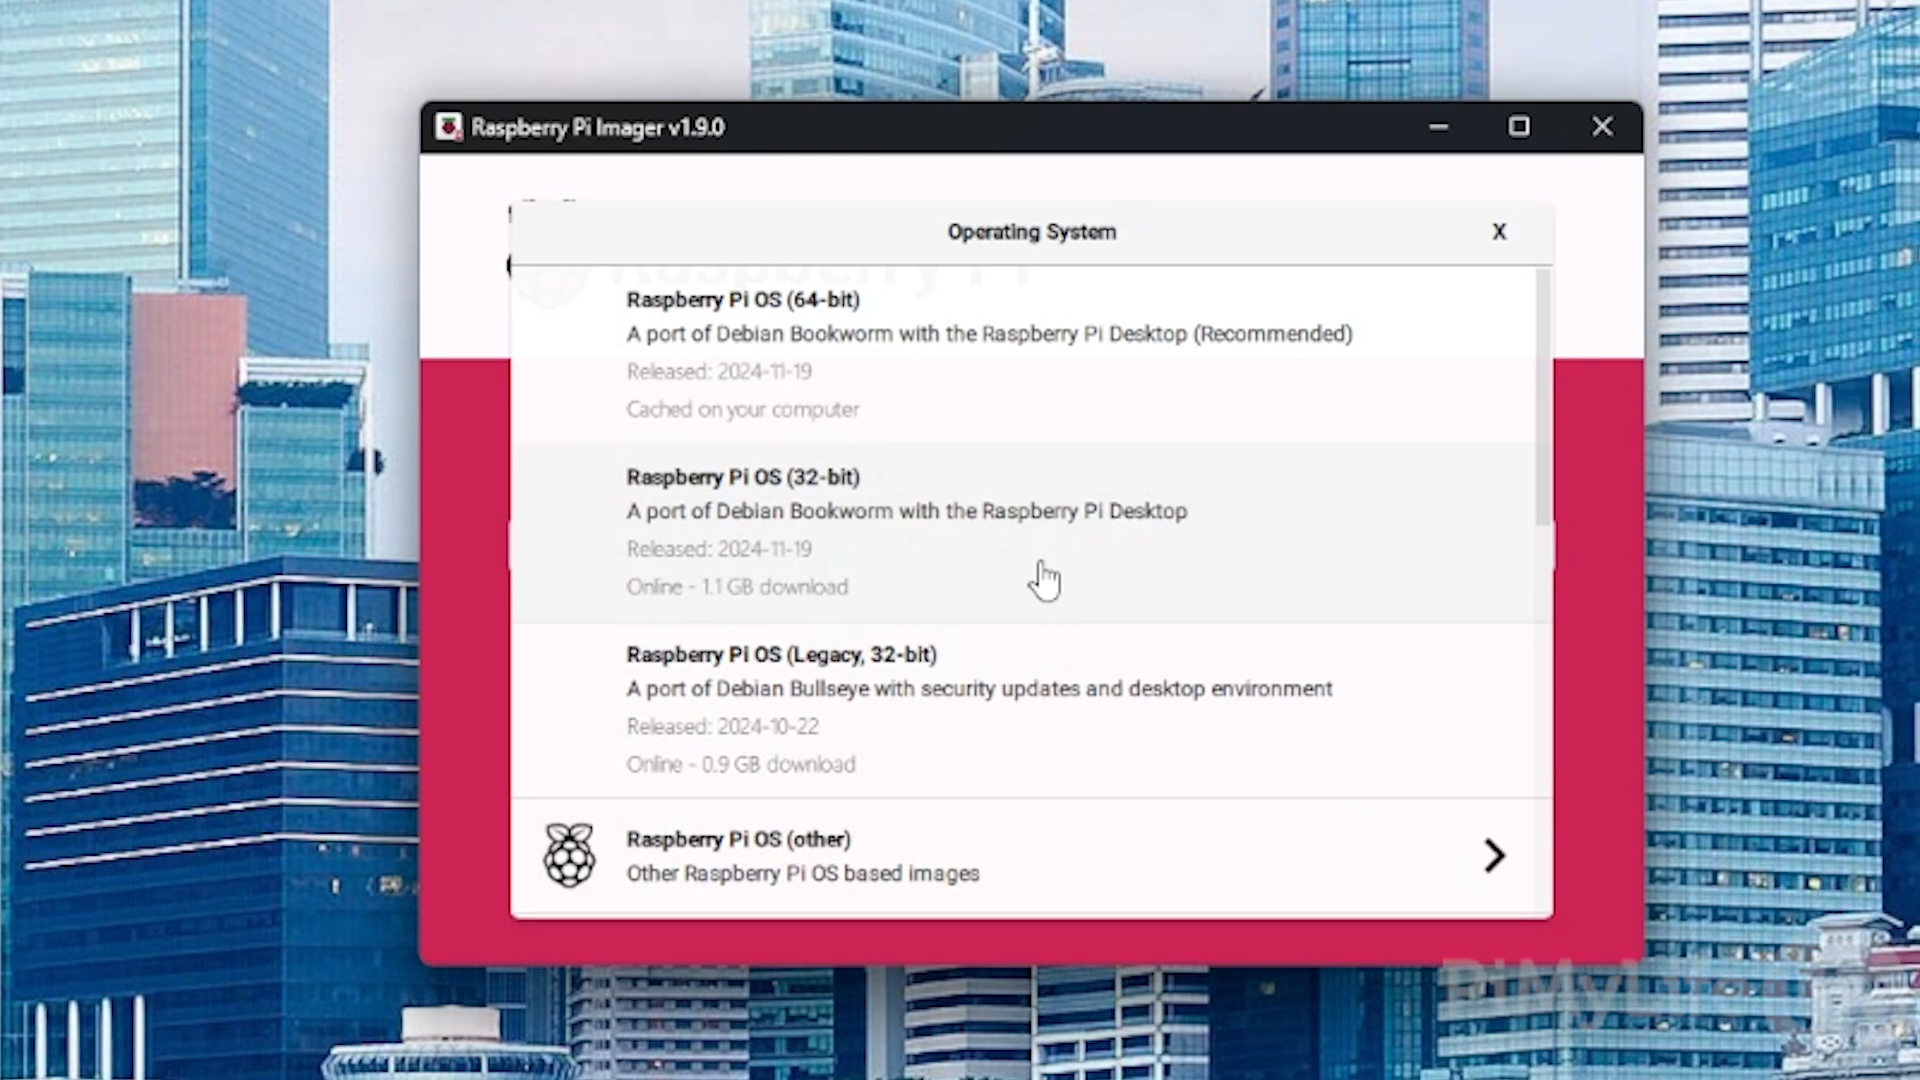 Raspberry Pi Imager v1.9.0
Operating System
X
Raspberry Pi OS (64-bit)
A port of Debian Bookworm with the Raspberry Pi Desktop (Recommended)
Released: 2024-11-19
Cached on your computer
Raspberry Pi OS (32-bit)
A port of Debian Bookworm with the Raspberry Pi Desktop
Released: 2024-11-19
Online - 1.1 GB download
Raspberry Pi OS (Legacy, 32-bit)
A port of Debian Bullseye with security updates and desktop environment
Released: 2024-10-22
Online - 0.9 GB download
Raspberry Pi OS (other)
Other Raspberry Pi OS based images